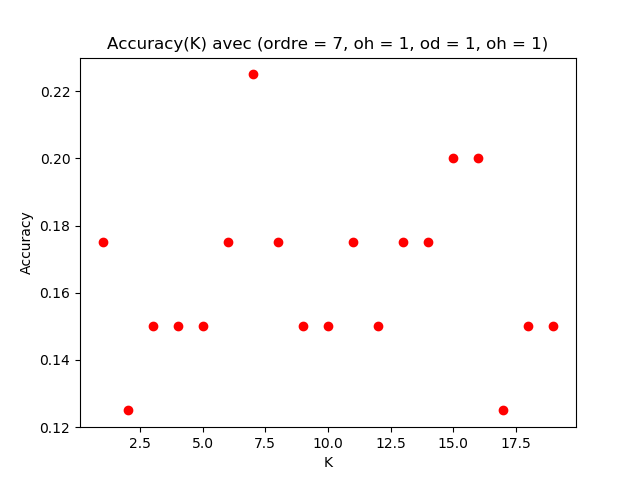 Accuracy(K) avec (ordre = 7, oh = 1, od = 1, oh = 1)
0.22
0.20
0.18
0.16
0.14
0.12
Accuracy
2.5 5.0 7.5 10.0 12.5 15.0 17.5
K